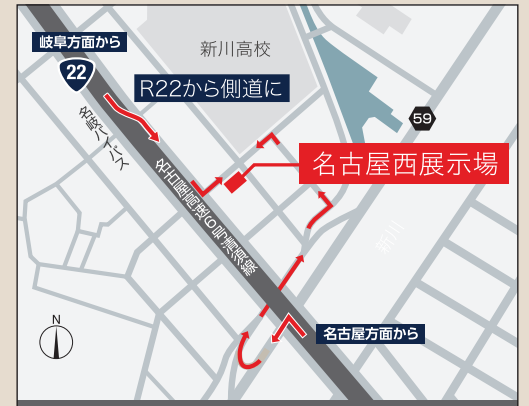 岐阜方面から
22
新川高校
R22から側道に
59
名岐バイパス
名古屋西展示場
名古屋高速6号清須線
新川
名古屋方面から
N